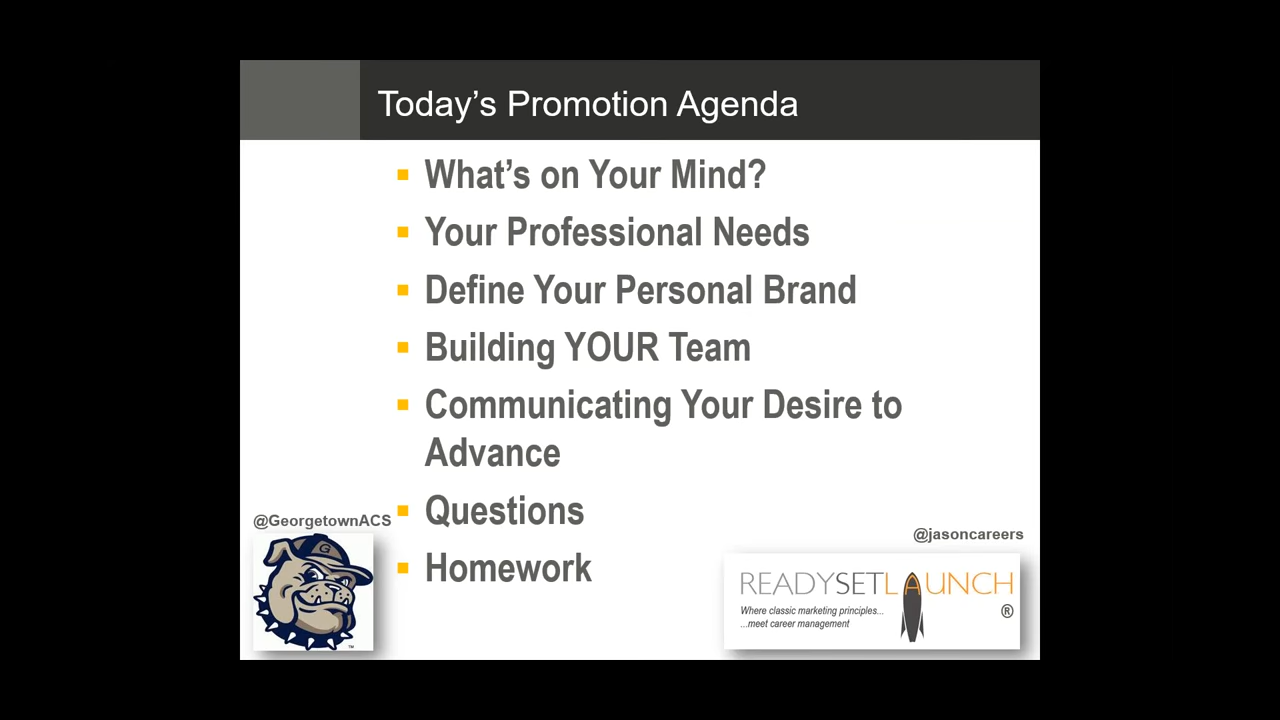 Today’s Promotion Agenda
What’s on Your Mind?
Your Professional Needs
Define Your Personal Brand
Building YOUR Team
Communicating Your Desire to
Advance
Questions
Homework
@GeorgetownACS
G
TM
@jasoncareers
READYSETLAUNCH
®
Where classic marketing principles...
...meet career management